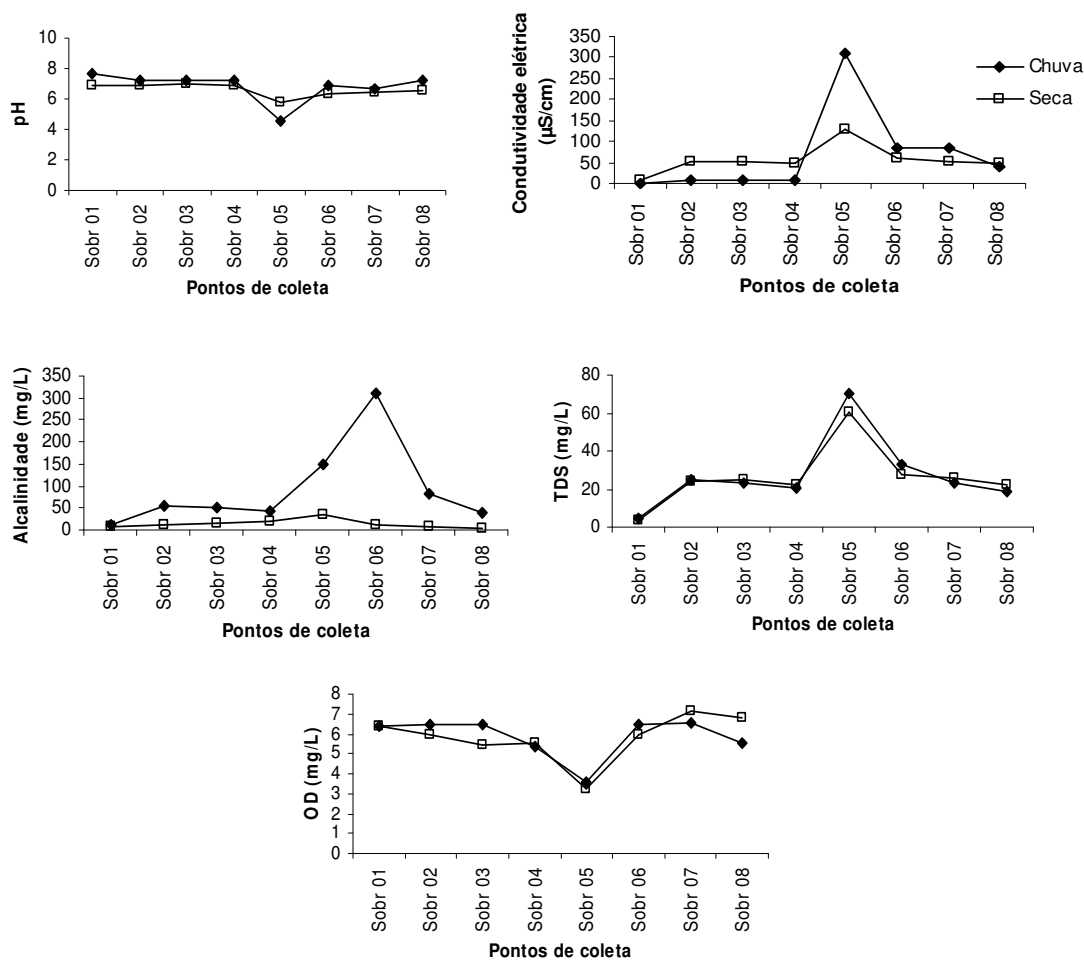 pH
10
8
6
4
2
0
Sobr 01
Sobr 02
Sobr 03
Sobr 04
Sobr 05
Sobr 06
Sobr 07
Sobr 08
Pontos de coleta
Condutividade elétrica
(µS/cm)
350
300
250
200
150
100
50
0
Sobr 01
Sobr 02
Sobr 03
Sobr 04
Sobr 05
Sobr 06
Sobr 07
Sobr 08
Pontos de coleta
Chuva
Seca
Alcalinidade (mg/L)
350
300
250
200
150
100
50
0
Sobr 01
Sobr 02
Sobr 03
Sobr 04
Sobr 05
Sobr 06
Sobr 07
Sobr 08
Pontos de coleta
TDS (mg/L)
80
60
40
20
0
Sobr 01
Sobr 02
Sobr 03
Sobr 04
Sobr 05
Sobr 06
Sobr 07
Sobr 08
Pontos de coleta
OD (mg/L)
8
7
6
5
4
3
2
1
0
Sobr 01
Sobr 02
Sobr 03
Sobr 04
Sobr 05
Sobr 06
Sobr 07
Sobr 08
Pontos de coleta